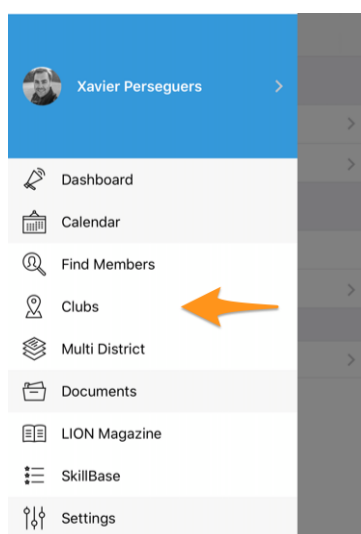 Xavier Perseguers
Dashboard
Calendar
Find Members
Clubs
Multi District
Documents
LION Magazine
SkillBase
Settings